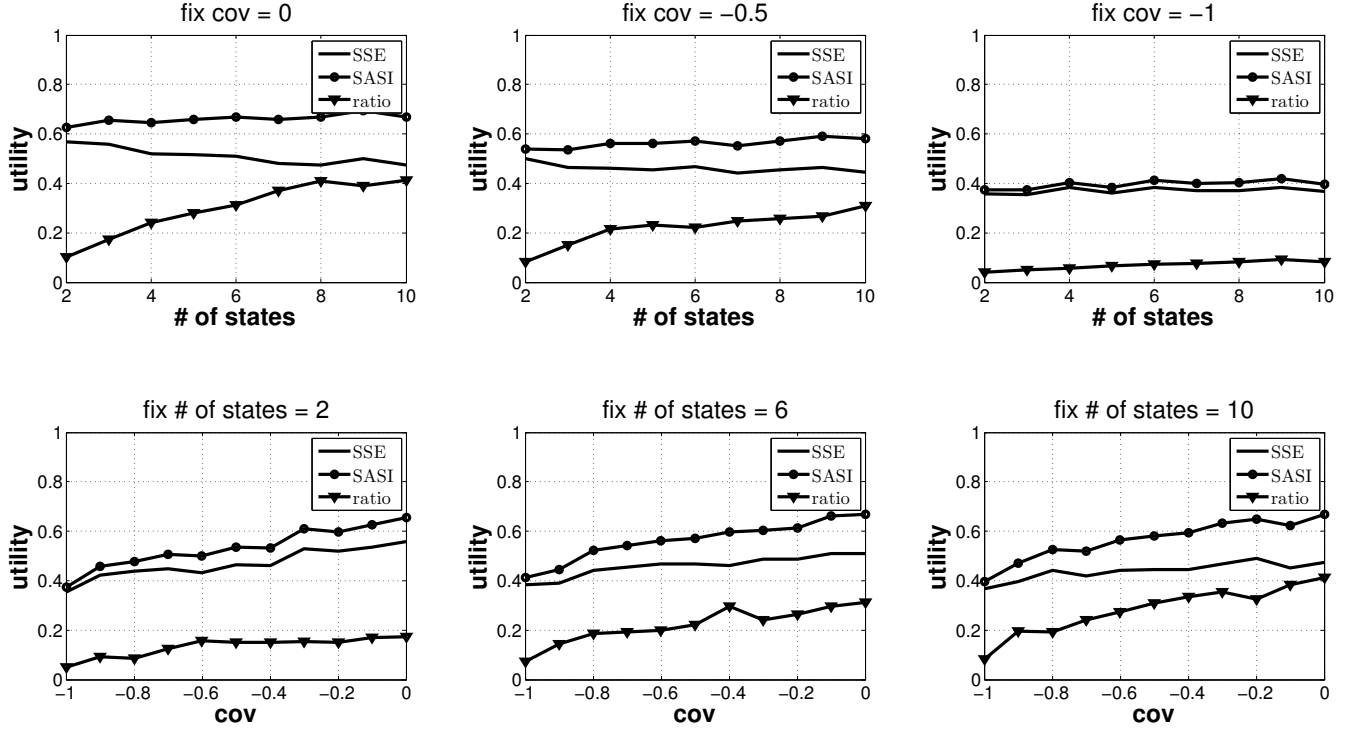 fix cov = 0
1
0.8
0.6
0.4
0.2
0
utility
SSE
SASI
ratio
2 4 6 8 10
# of states
fix cov = −0.5
1
0.8
0.6
0.4
0.2
0
utility
SSE
SASI
ratio
2 4 6 8 10
# of states
fix cov = −1
1
0.8
0.6
0.4
0.2
0
utility
SSE
SASI
ratio
2 4 6 8 10
# of states
fix # of states = 2
1
0.8
0.6
0.4
0.2
0
utility
SSE
SASI
ratio
−1 −0.8 −0.6 −0.4 −0.2 0
cov
fix # of states = 6
1
0.8
0.6
0.4
0.2
0
utility
SSE
SASI
ratio
−1 −0.8 −0.6 −0.4 −0.2 0
cov
fix # of states = 10
1
0.8
0.6
0.4
0.2
0
utility
SSE
SASI
ratio
−1 −0.8 −0.6 −0.4 −0.2 0
cov